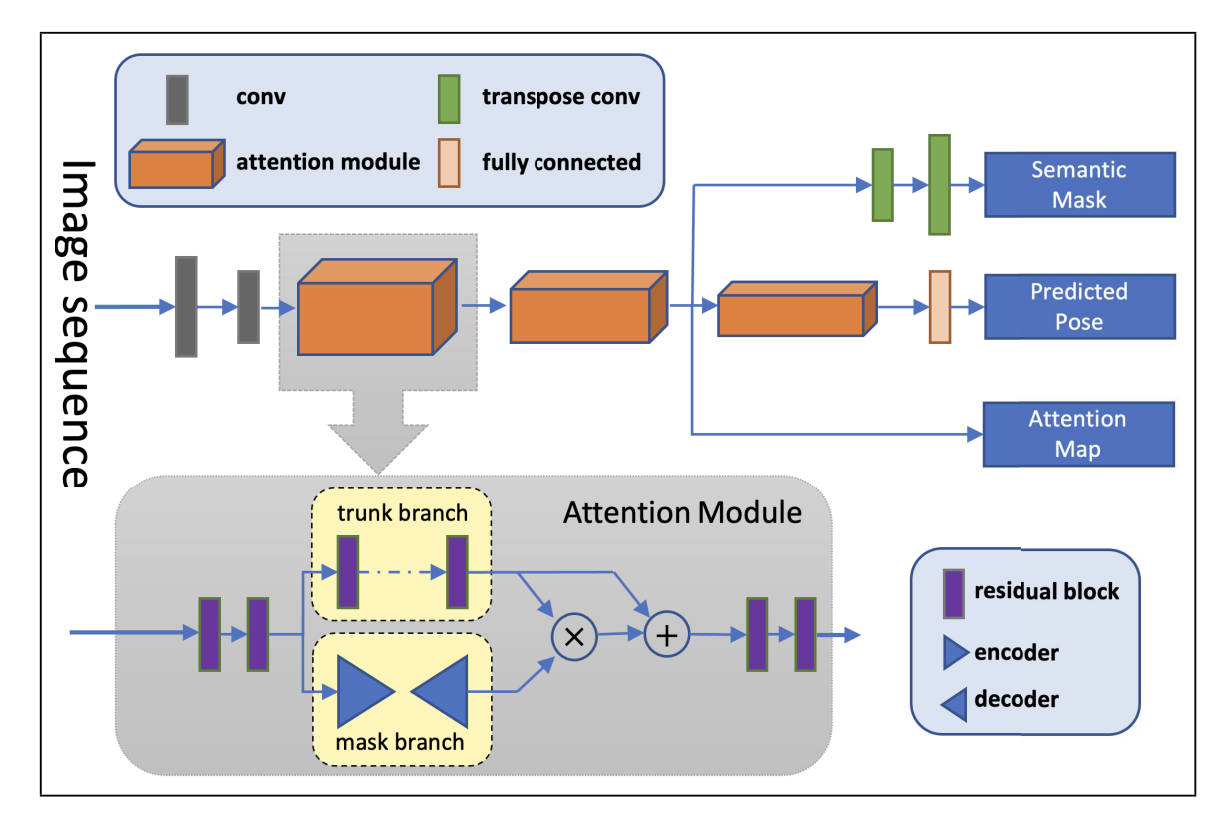 Image sequence
conv
transpose conv
attention module
fully connected
Semantic
Mask
Predicted
Pose
Attention
Map
Attention Module
trunk branch
×
+
mask branch
residual block
encoder
decoder